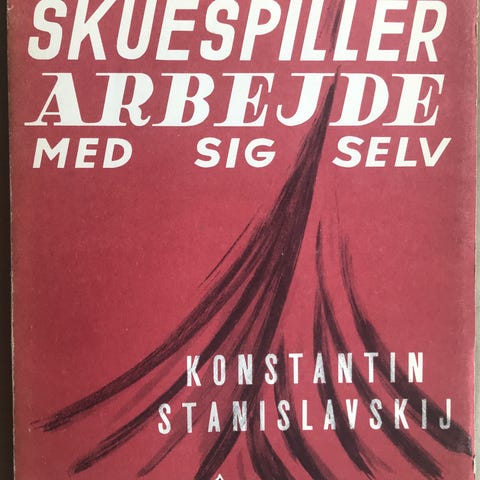 SKUESPILLER
ARBEJDE
MED SIG SELV
KONSTANTIN
STANISLAVSKIJ